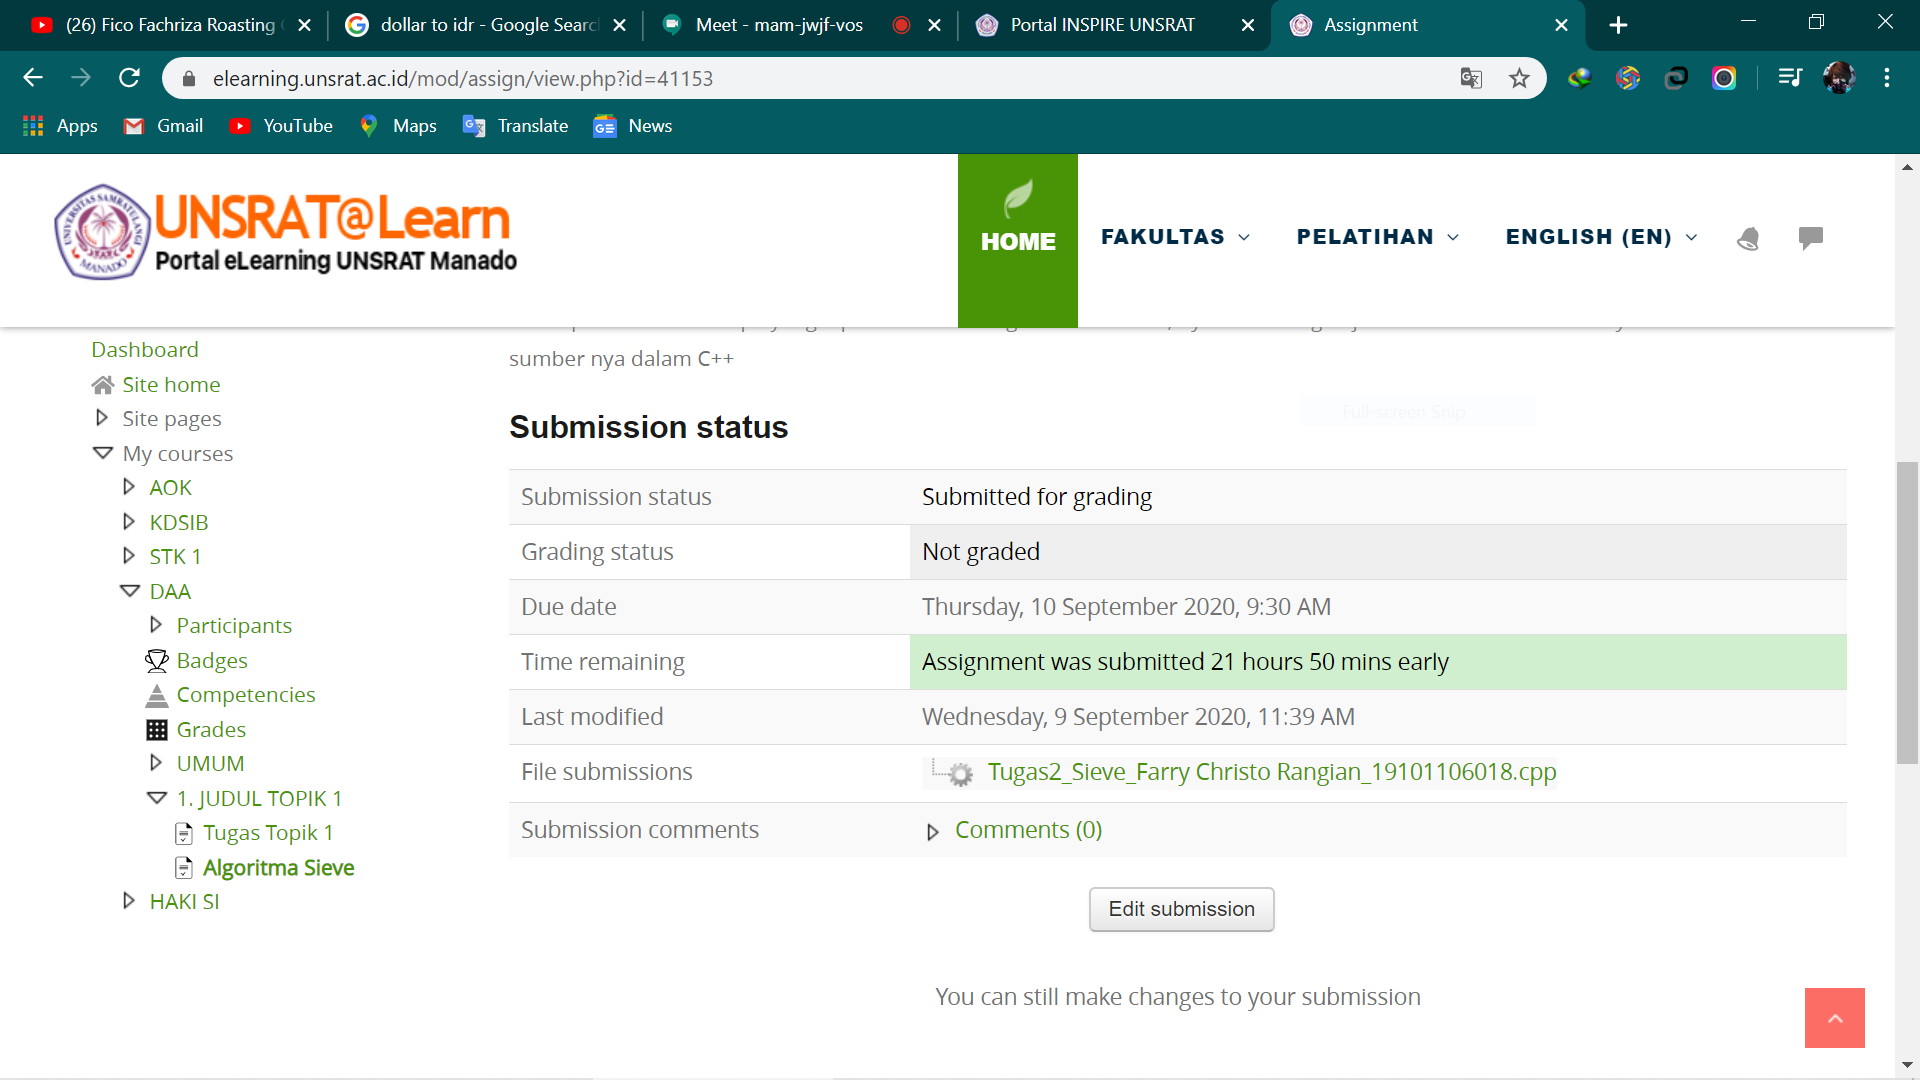 (26) Fico Fachriza Roasting
dollar to idr - Google Search
Meet - mam-jwjf-vos
Portal INSPIRE UNSRAT
Assignment
elearning.unsrat.ac.id/mod/assign/view.php?id=41153
Apps
Gmail
YouTube
Maps
Translate
News
UNIVERSITAS SAMRATULANGI
MANADO
UNSRAT@Learn
Portal eLearning UNSRAT Manado
HOME
FAKULTAS
PELATIHAN
ENGLISH (EN)
Dashboard
Site home
Site pages
My courses
AOK
KDSIB
STK 1
DAA
Participants
Badges
Competencies
Grades
UMUM
1. JUDUL TOPIK 1
Tugas Topik 1
Algoritma Sieve
HAKI SI
sumber nya dalam C++
Full-screen Snip
Submission status
Submission status Submitted for grading
Grading status Not graded
Due date Thursday, 10 September 2020, 9:30 AM
Time remaining Assignment was submitted 21 hours 50 mins early
Last modified Wednesday, 9 September 2020, 11:39 AM
File submissions Tugas2_Sieve_Farry Christo Rangian_19101106018.cpp
Submission comments Comments (0)
Edit submission
You can still make changes to your submission